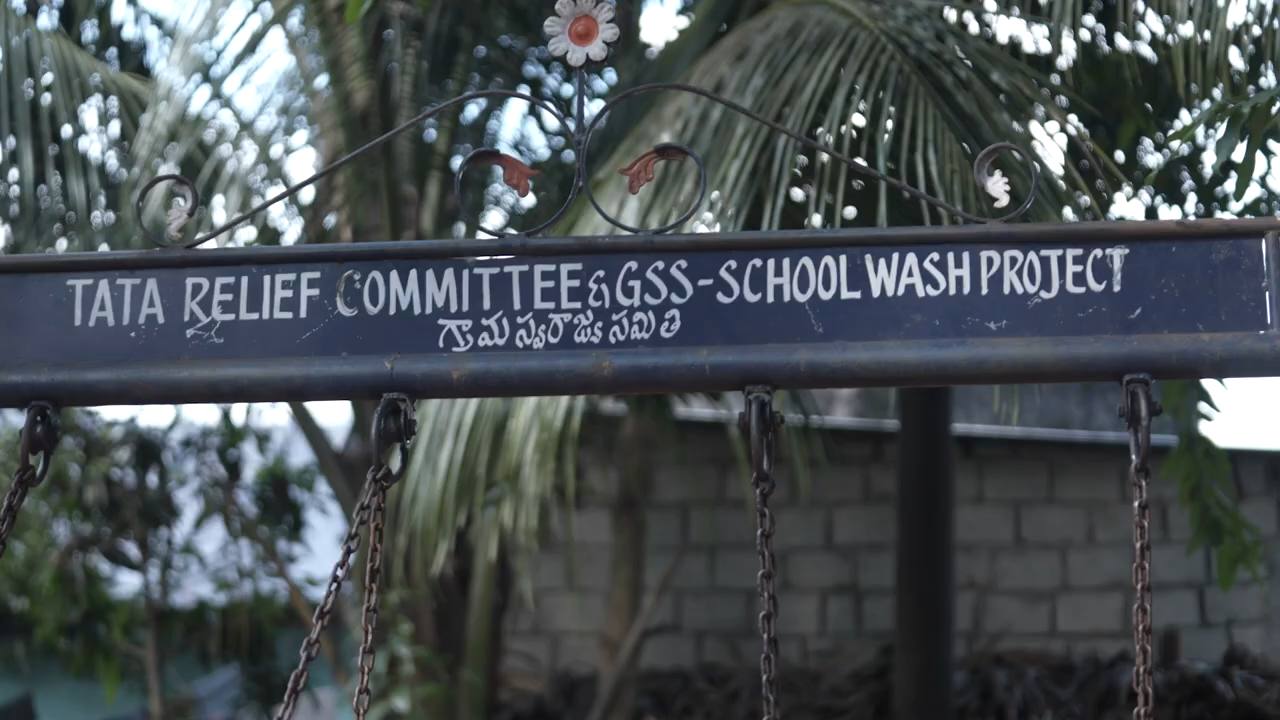 TATA RELIEF COMMITTEE & GSS-SCHOOL WASH PROJECT
గ్రామ స్వరాజ్య సమితి